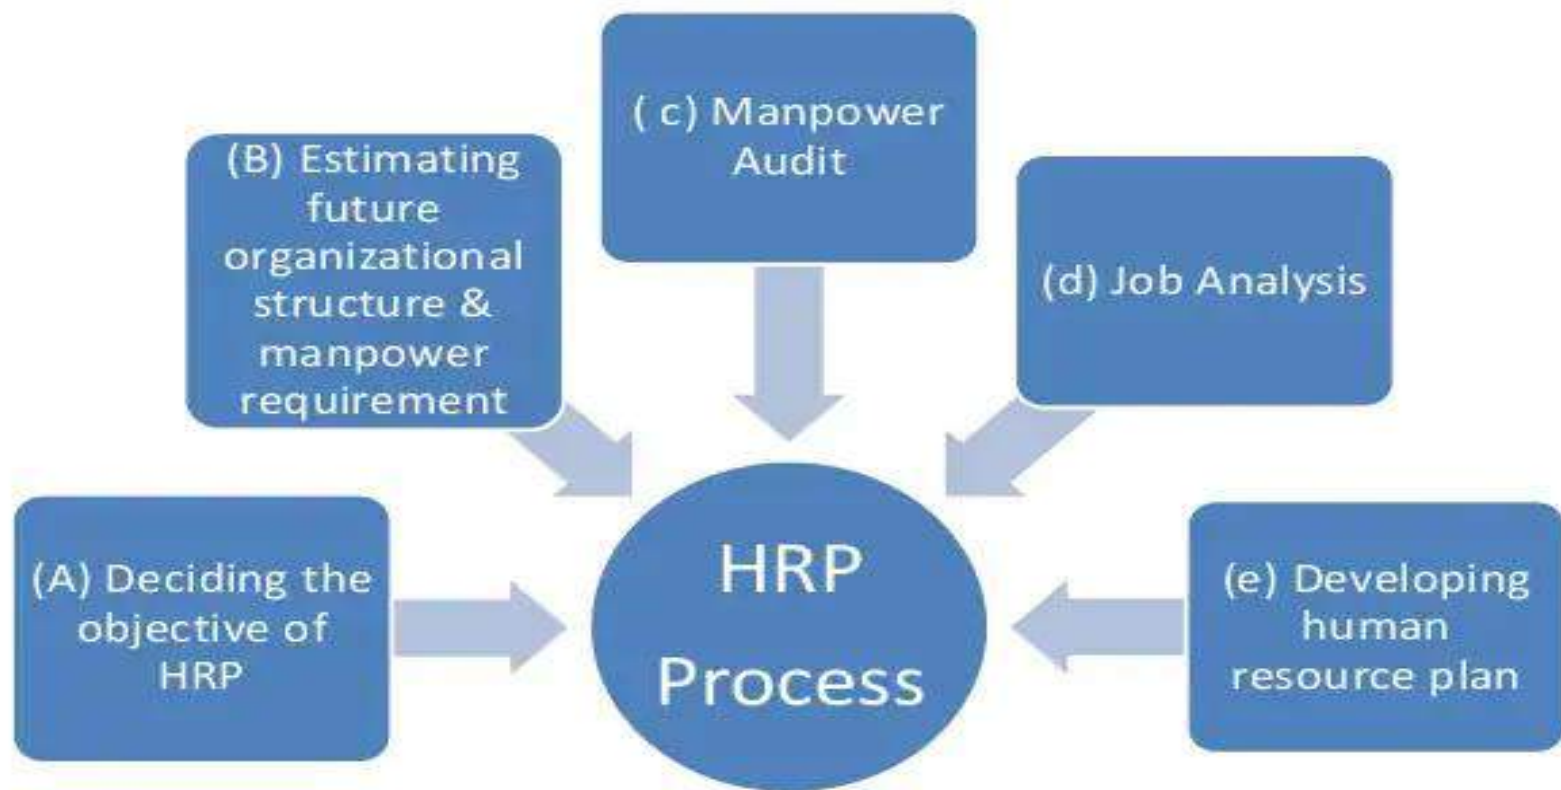 ( c) Manpower
Audit
(B) Estimating
future
organizational
structure &
manpower
requirement
(d) Job Analysis
(A) Deciding the
objective of
HRP
HRP
Process
(e) Developing
human
resource plan